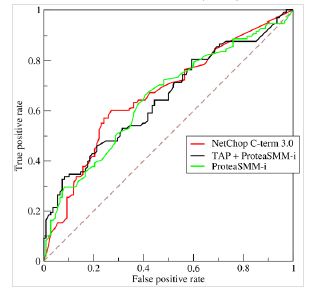 1
0.8
0.6
0.4
0.2
0
True positive rate
NetChop C-term 3.0
TAP + ProteaSMM-i
ProteaSMM-i
0 0.2 0.4 0.6 0.8 1
False positive rate